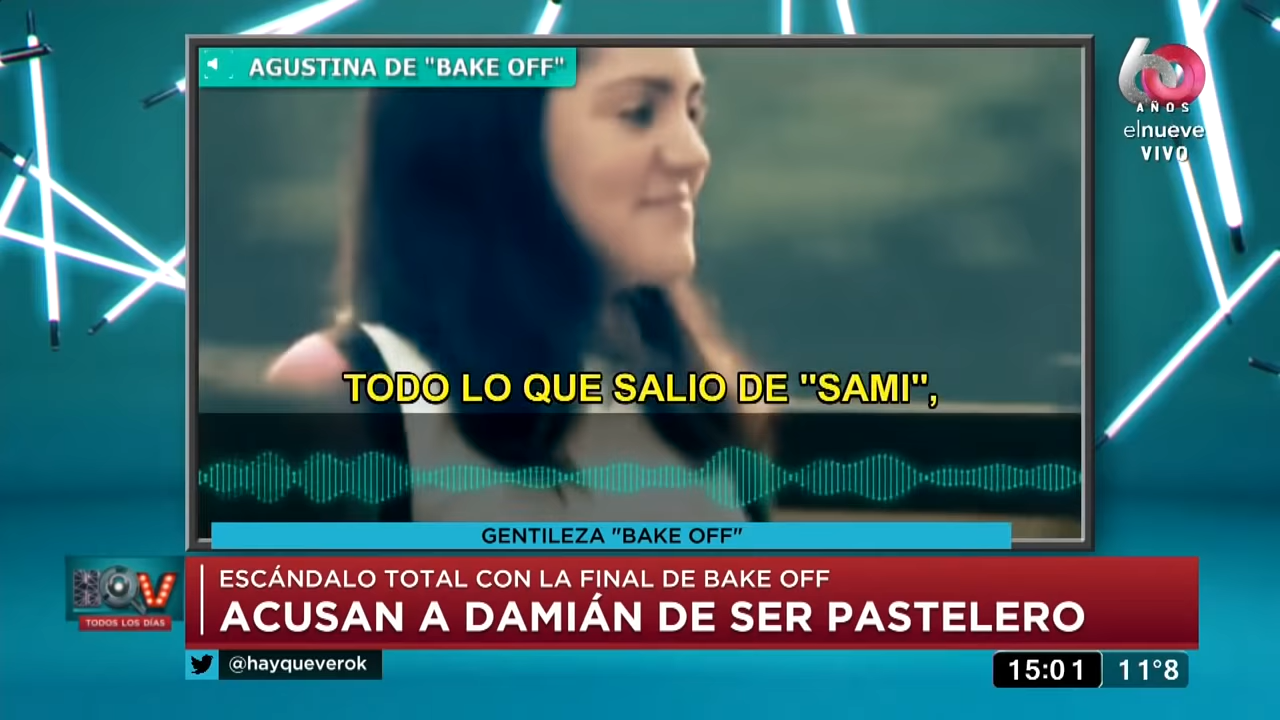 AGUSTINA DE "BAKE OFF"
60
AÑOS
elnueve
VIVO
TODO LO QUE SALIO DE "SAMI",
GENTILEZA "BAKE OFF"
HQV
TODOS LOS DÍAS
ESCÁNDALO TOTAL CON LA FINAL DE BAKE OFF
ACUSAN A DAMIÁN DE SER PASTELERO
@hayqueverok
15:01
11°8